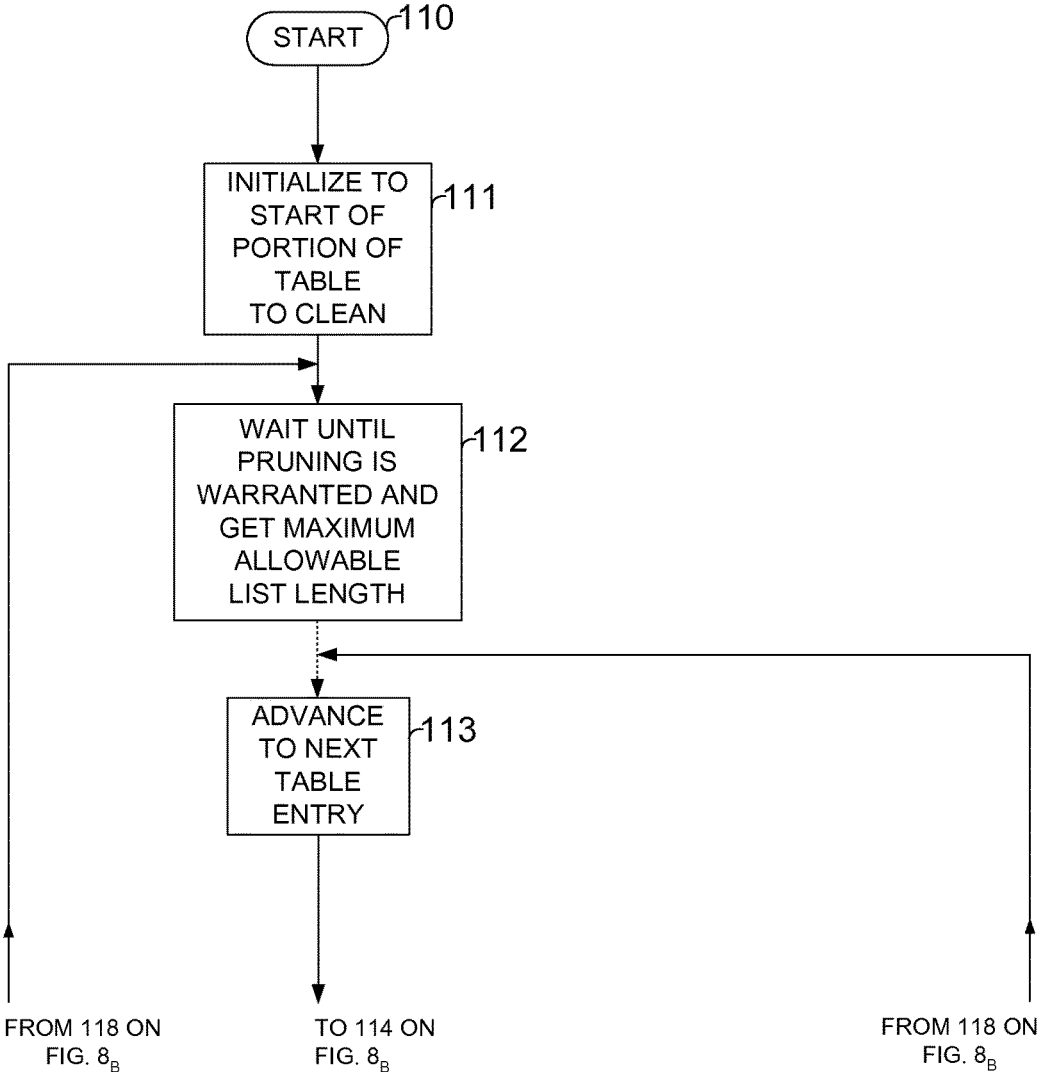 START
110
INITIALIZE TO
START OF
PORTION OF
TABLE
TO CLEAN
111
WAIT UNTIL
PRUNING IS
WARRANTED AND
GET MAXIMUM
ALLOWABLE
LIST LENGTH
112
ADVANCE
TO NEXT
TABLE
ENTRY
113
FROM 118 ON
FIG. 8B
TO 114 ON
FIG. 8B
FROM 118 ON
FIG. 8B